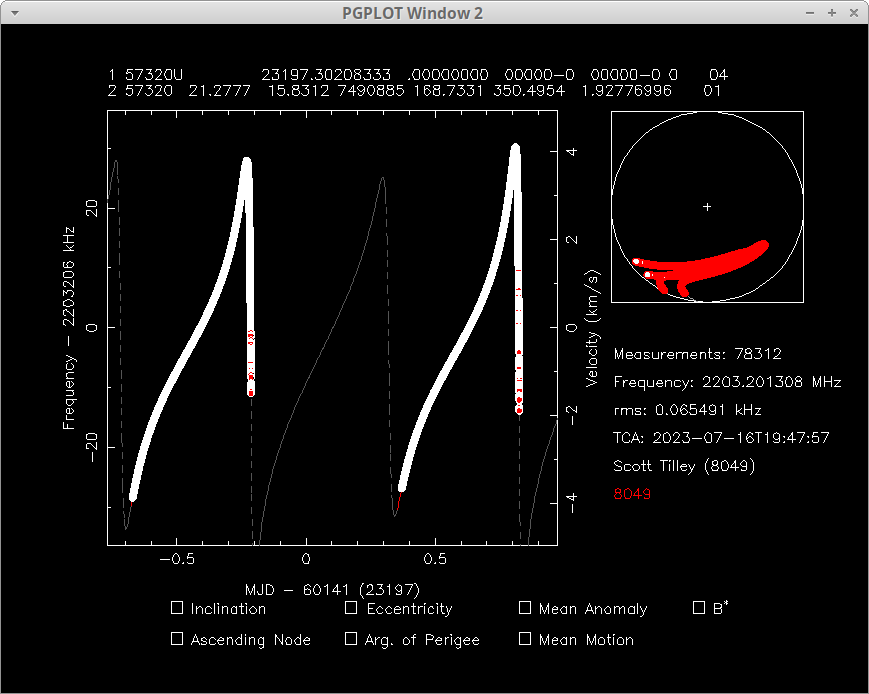 PGPLOT Window 2
1 57320U 23197.30208333 .00000000 00000-0 00000-0 0 04
2 57320 21.2777 15.8312 7490885 168.7331 350.4954 1.92776996 01
4
20
2
Frequency - 2203206 kHz
0
0
Velocity (km/s)
Measurements: 78312
Frequency: 2203.201308 MHz
rms: 0.065491 kHz
-2
TCA: 2023-07-16T19:47:57
-20
Scott Tilley (8049)
8049
-4
-0.5 0 0.5
MJD - 60141 (23197)
Inclination Eccentricity Mean Anomaly B*
Ascending Node Arg. of Perigee Mean Motion